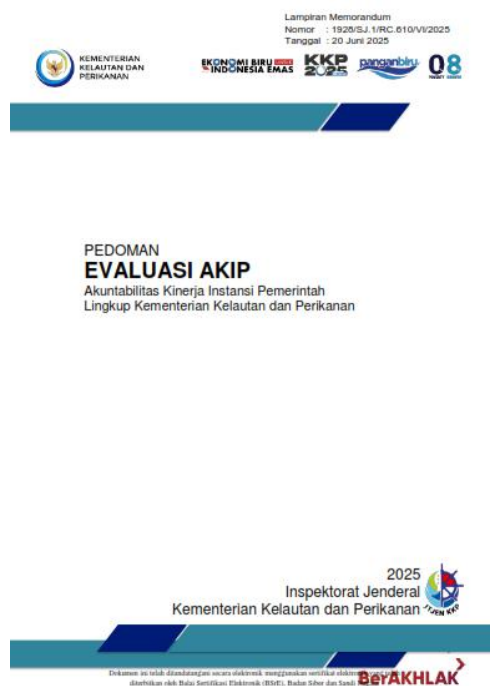 Lampiran Memorandum
Nomor : 1928/SJ.1/RC.610/VI/2025
Tanggal : 20 Juni 2025
KEMENTERIAN
KELAUTAN DAN
PERIKANAN
EKONOMI BIRU
INDONESIA EMAS
KKP
2025
panganbiru
08
PEDOMAN
EVALUASI AKIP
Akuntabilitas Kinerja Instansi Pemerintah
Lingkup Kementerian Kelautan dan Perikanan
2025
Inspektorat Jenderal
Kementerian Kelautan dan Perikanan
ITJEN KKP
Dokumen ini telah ditandatangani secara elektronik menggunakan sertifikat elektronik yang
diterbitkan oleh Balai Sertifikasi Elektronik (BSrE), Badan Siber dan Sandi
BerAKHLAK